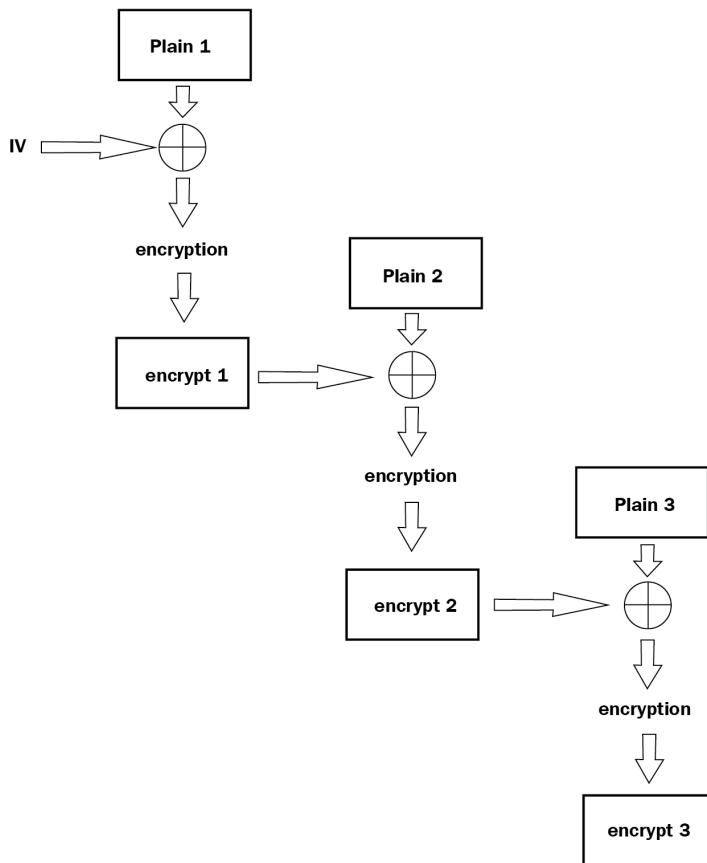 Plain 1
IV
encryption
Plain 2
encrypt 1
encryption
Plain 3
encrypt 2
encryption
encrypt 3